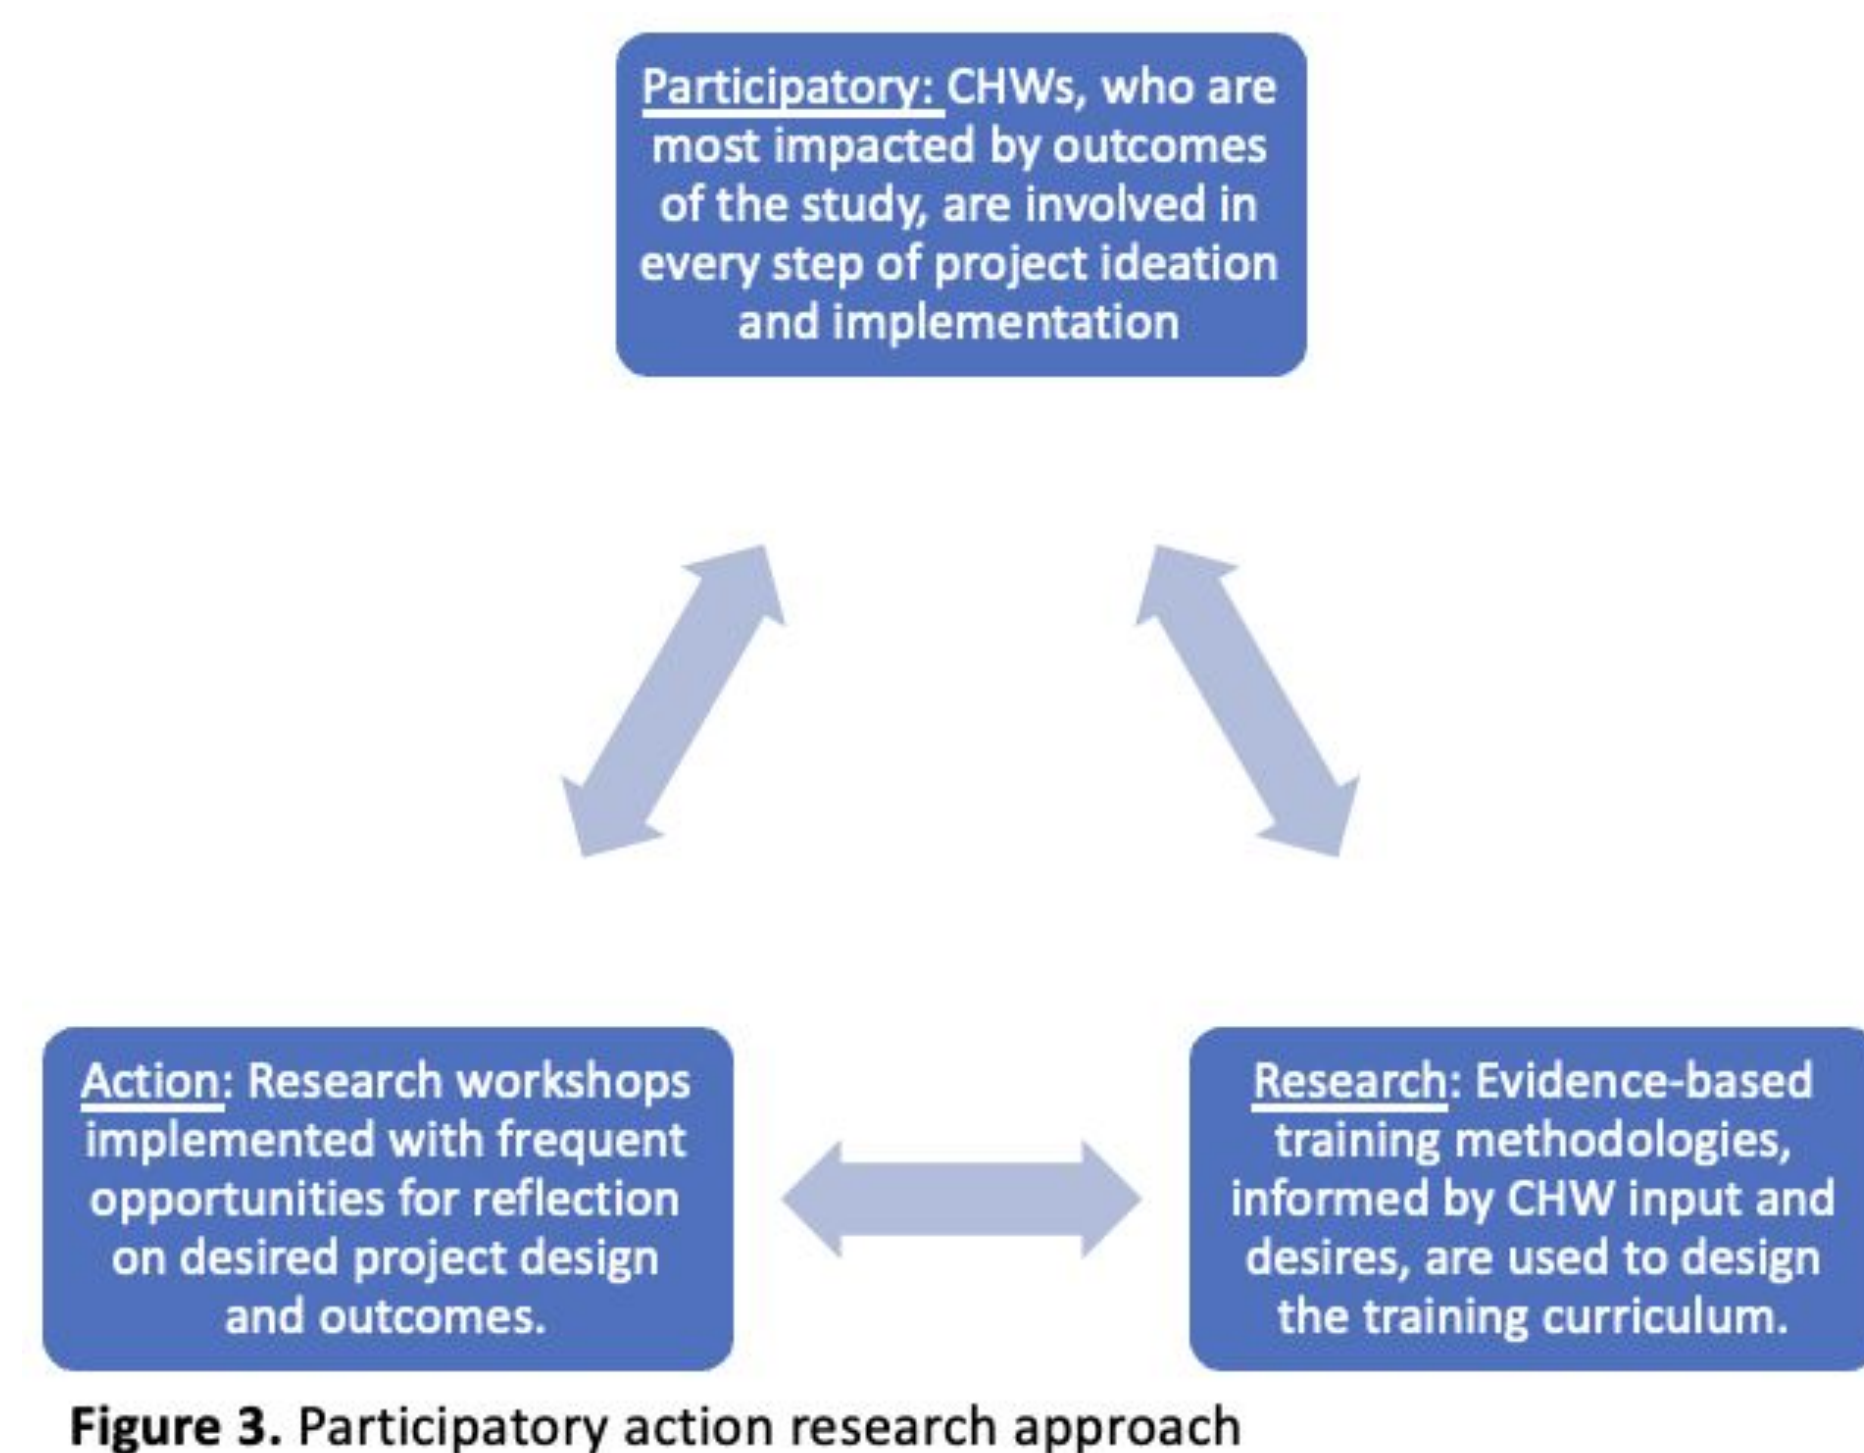 Participatory: CHWs, who are
most impacted by outcomes
of the study, are involved in
every step of project ideation
and implementation
Action: Research workshops
implemented with frequent
opportunities for reflection
on desired project design
and outcomes.
Research: Evidence-based
training methodologies,
informed by CHW input and
desires, are used to design
the training curriculum.
Figure 3. Participatory action research approach